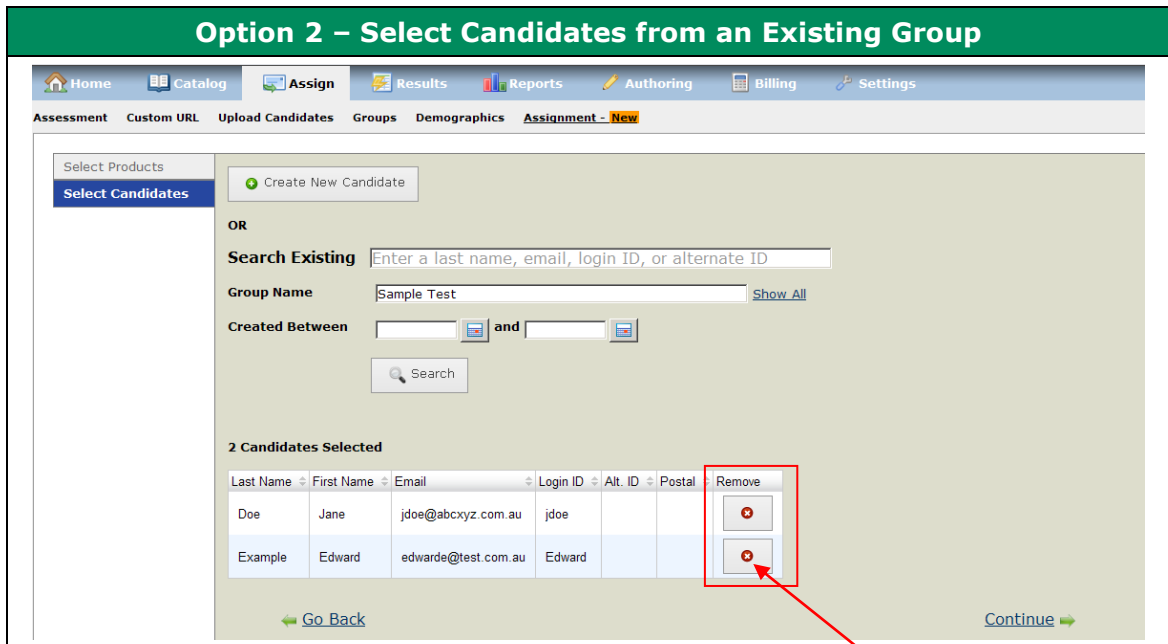 Option 2 – Select Candidates from an Existing Group
Home Catalog Assign Results Reports Authoring Billing Settings
Assessment Custom URL Upload Candidates Groups Demographics Assignment - New
Select Products
Select Candidates
Create New Candidate
OR
Search Existing Enter a last name, email, login ID, or alternate ID
Group Name Sample Test Show All
Created Between and
Search
2 Candidates Selected
Last Name First Name Email Login ID Alt. ID Postal Remove
Doe Jane jdoe@abcxyz.com.au jdoe
Example Edward edwarde@test.com.au Edward
Go Back Continue